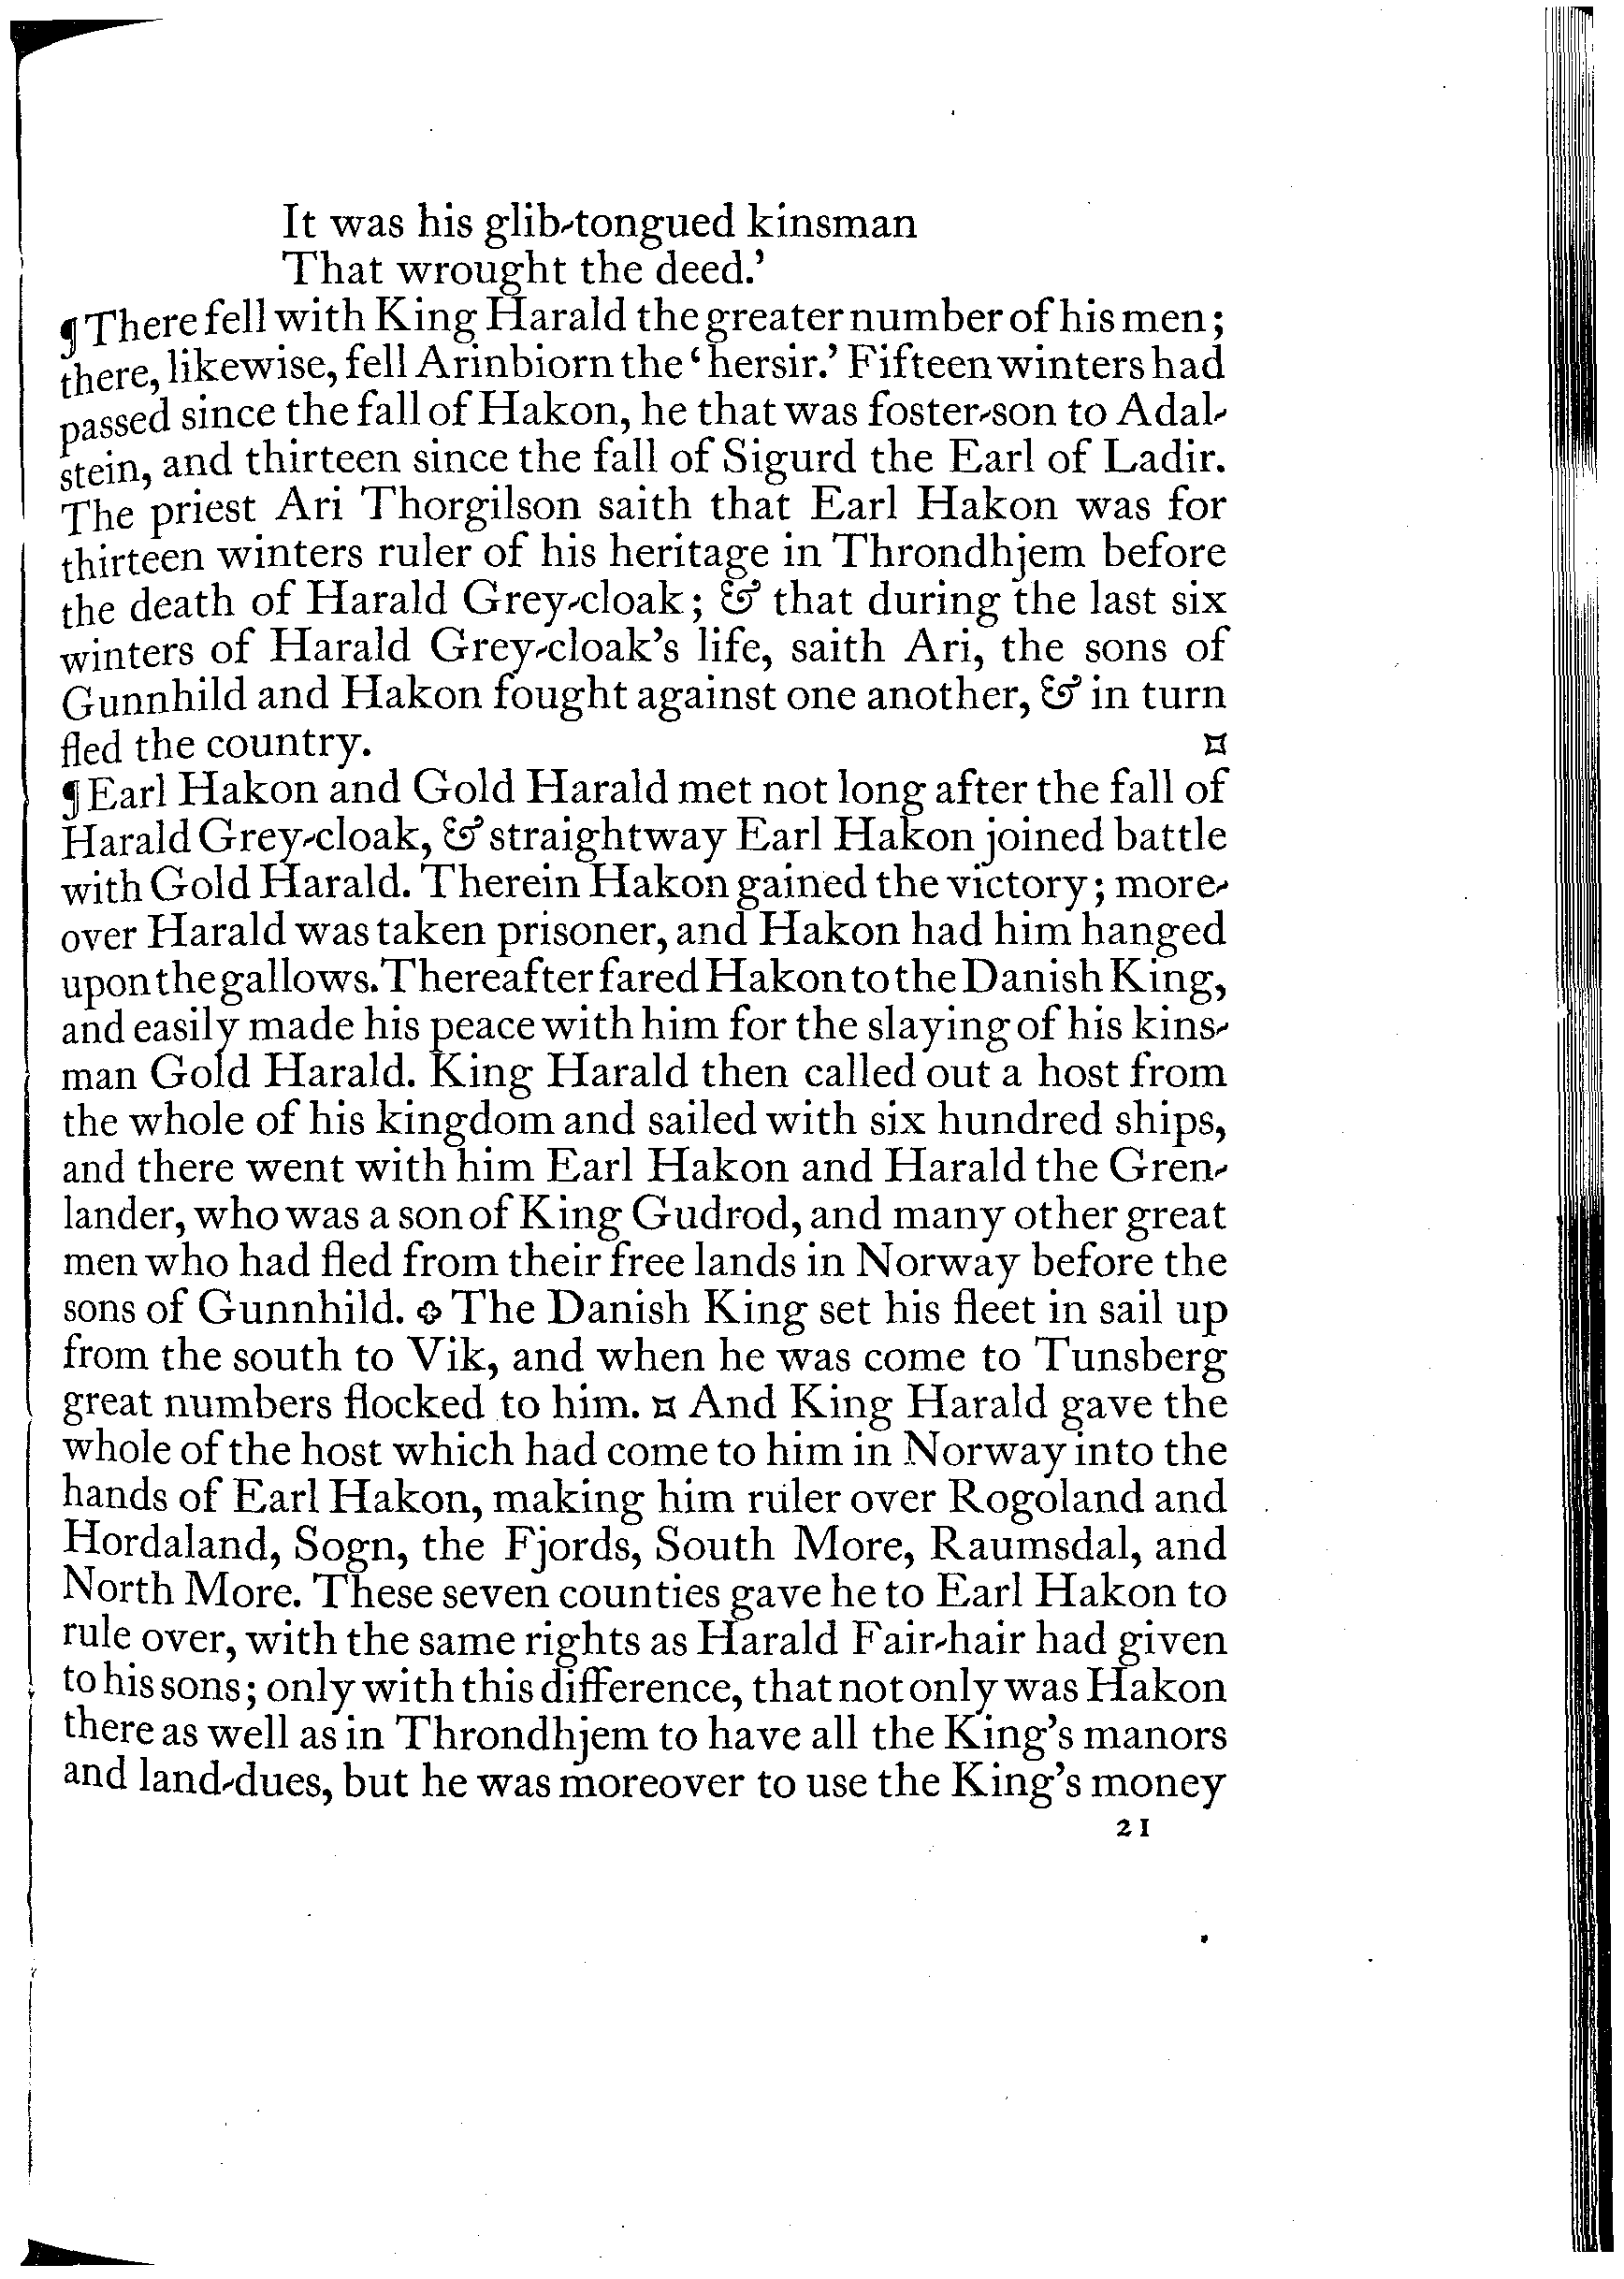 It was his glib-tongued kinsman
That wrought the deed.’
¶ There fell with King Harald the greater number of his men;
there, likewise, fell Arinbiorn the ‘hersir.’ Fifteen winters had
passed since the fall of Hakon, he that was foster-son to Adal-
stein, and thirteen since the fall of Sigurd the Earl of Ladir.
The priest Ari Thorgilson saith that Earl Hakon was for
thirteen winters ruler of his heritage in Throndhjem before
the death of Harald Grey-cloak; & that during the last six
winters of Harald Grey-cloak’s life, saith Ari, the sons of
Gunnhild and Hakon fought against one another, & in turn
fled the country. ¤
¶ Earl Hakon and Gold Harald met not long after the fall of
Harald Grey-cloak, & straightway Earl Hakon joined battle
with Gold Harald. Therein Hakon gained the victory; more-
over Harald was taken prisoner, and Hakon had him hanged
upon the gallows. Thereafter fared Hakon to the Danish King,
and easily made his peace with him for the slaying of his kins-
man Gold Harald. King Harald then called out a host from
the whole of his kingdom and sailed with six hundred ships,
and there went with him Earl Hakon and Harald the Gren-
lander, who was a son of King Gudrod, and many other great
men who had fled from their free lands in Norway before the
sons of Gunnhild. ✥ The Danish King set his fleet in sail up
from the south to Vik, and when he was come to Tunsberg
great numbers flocked to him. ¤ And King Harald gave the
whole of the host which had come to him in Norway into the
hands of Earl Hakon, making him ruler over Rogoland and
Hordaland, Sogn, the Fjords, South More, Raumsdal, and
North More. These seven counties gave he to Earl Hakon to
rule over, with the same rights as Harald Fair-hair had given
to his sons; only with this difference, that not only was Hakon
there as well as in Throndhjem to have all the King’s manors
and land-dues, but he was moreover to use the King’s money
21